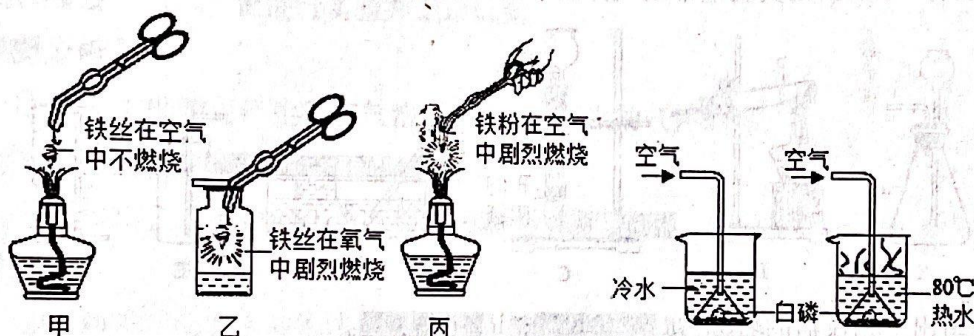 铁丝在空气
中不燃烧
甲
铁丝在氧气
中剧烈燃烧
乙
铁粉在空气
中剧烈燃烧
丙
空气
冷水
白磷
空气
80℃
热水